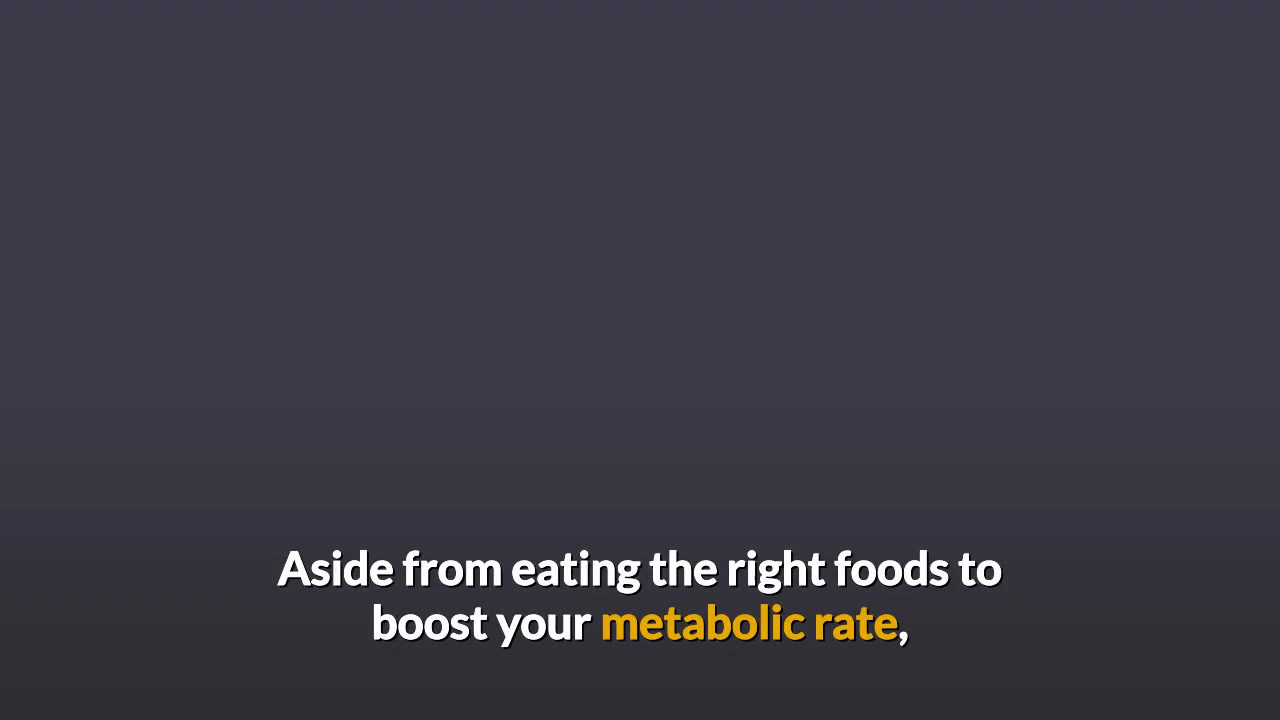 Aside from eating the right foods to
boost your metabolic rate,